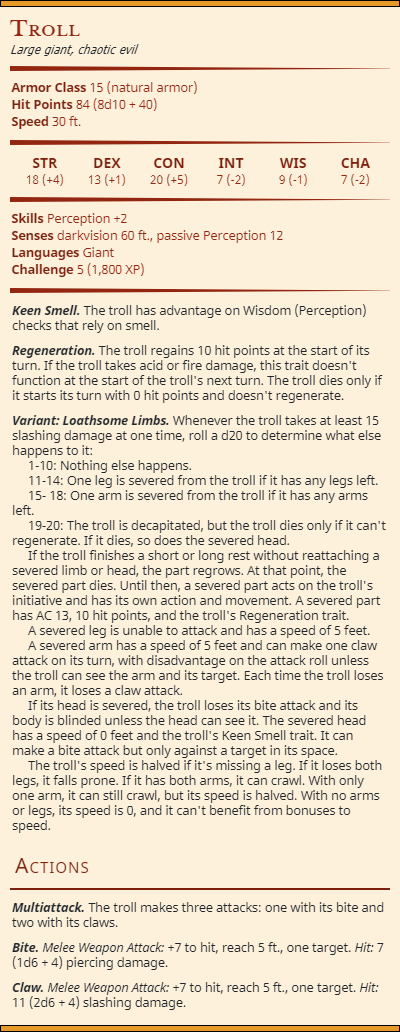 Troll
Large giant, chaotic evil
Armor Class 15 (natural armor)
Hit Points 84 (8d10 + 40)
Speed 30 ft.
STR DEX CON INT WIS CHA
18 (+4) 13 (+1) 20 (+5) 7 (-2) 9 (-1) 7 (-2)
Skills Perception +2
Senses darkvision 60 ft., passive Perception 12
Languages Giant
Challenge 5 (1,800 XP)
Keen Smell. The troll has advantage on Wisdom (Perception)
checks that rely on smell.
Regeneration. The troll regains 10 hit points at the start of its
turn. If the troll takes acid or fire damage, this trait doesn't
function at the start of the troll's next turn. The troll dies only if
it starts its turn with 0 hit points and doesn't regenerate.
Variant: Loathsome Limbs. Whenever the troll takes at least 15
slashing damage at one time, roll a d20 to determine what else
happens to it:
1-10: Nothing else happens.
11-14: One leg is severed from the troll if it has any legs left.
15- 18: One arm is severed from the troll if it has any arms
left.
19-20: The troll is decapitated, but the troll dies only if it can't
regenerate. If it dies, so does the severed head.
If the troll finishes a short or long rest without reattaching a
severed limb or head, the part regrows. At that point, the
severed part dies. Until then, a severed part acts on the troll's
initiative and has its own action and movement. A severed part
has AC 13, 10 hit points, and the troll's Regeneration trait.
A severed leg is unable to attack and has a speed of 5 feet.
A severed arm has a speed of 5 feet and can make one claw
attack on its turn, with disadvantage on the attack roll unless
the troll can see the arm and its target. Each time the troll loses
an arm, it loses a claw attack.
If its head is severed, the troll loses its bite attack and its
body is blinded unless the head can see it. The severed head
has a speed of 0 feet and the troll's Keen Smell trait. It can
make a bite attack but only against a target in its space.
The troll's speed is halved if it's missing a leg. If it loses both
legs, it falls prone. If it has both arms, it can crawl. With only
one arm, it can still crawl, but its speed is halved. With no arms
or legs, its speed is 0, and it can't benefit from bonuses to
speed.
Actions
Multiattack. The troll makes three attacks: one with its bite and
two with its claws.
Bite. Melee Weapon Attack: +7 to hit, reach 5 ft., one target. Hit: 7
(1d6 + 4) piercing damage.
Claw. Melee Weapon Attack: +7 to hit, reach 5 ft., one target. Hit:
11 (2d6 + 4) slashing damage.